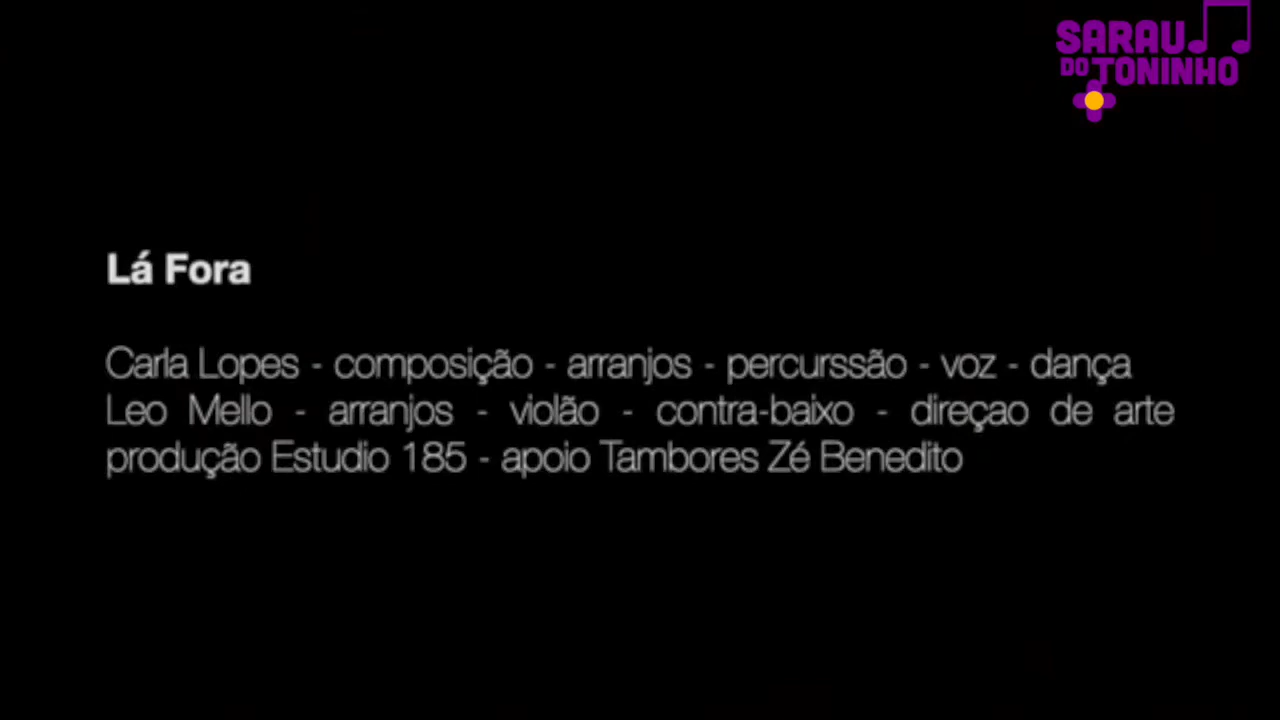 SARAU
DO TONINHO
Lá Fora
Carla Lopes - composição - arranjos - percurssão - voz - dança
Leo Mello - arranjos - violão - contra-baixo - direçao de arte
produção Estudio 185 - apoio Tambores Zé Benedito